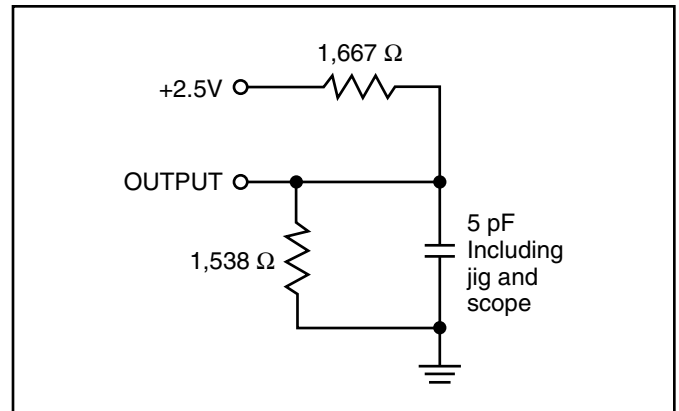 1,667 Ω
+2.5V
OUTPUT
1,538 Ω
5 pF
Including
jig and
scope